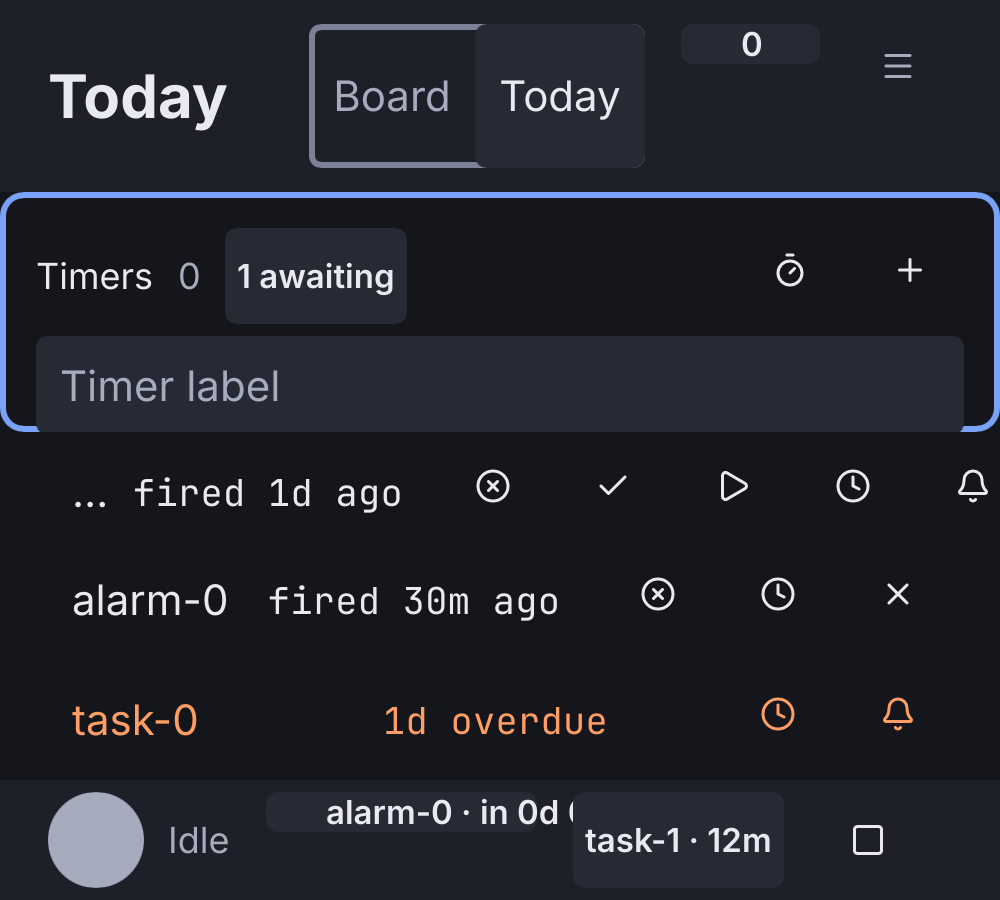 Today Board Today 0
Timers 0 1 awaiting
Timer label
... fired 1d ago
alarm-0 fired 30m ago
task-0 1d overdue
Idle alarm-0 · in 0d task-1 · 12m